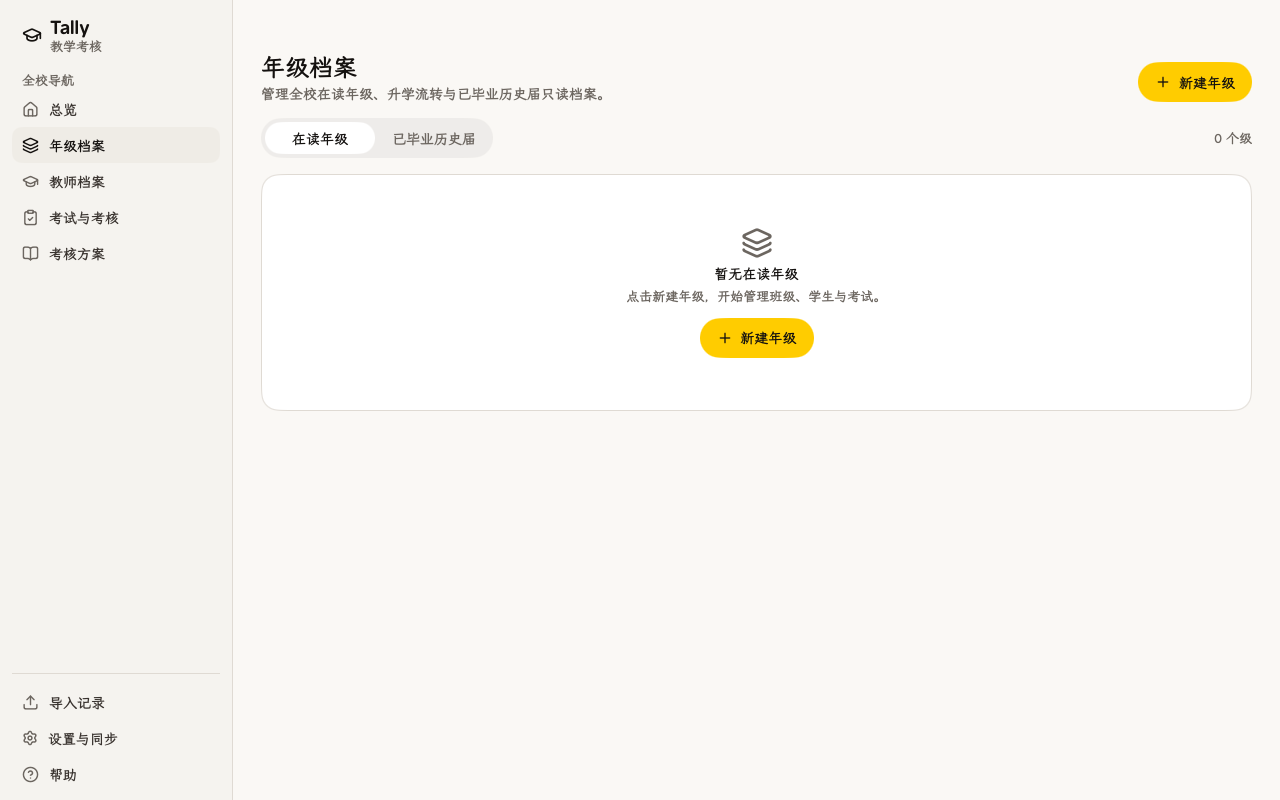 Tally
教学考核
全校导航
总览
年级档案
教师档案
考试与考核
考核方案
导入记录
设置与同步
帮助
年级档案
管理全校在读年级、升学流转与已毕业历史届只读档案。
新建年级
在读年级
已毕业历史届
0 个级
暂无在读年级
点击新建年级，开始管理班级、学生与考试。
新建年级